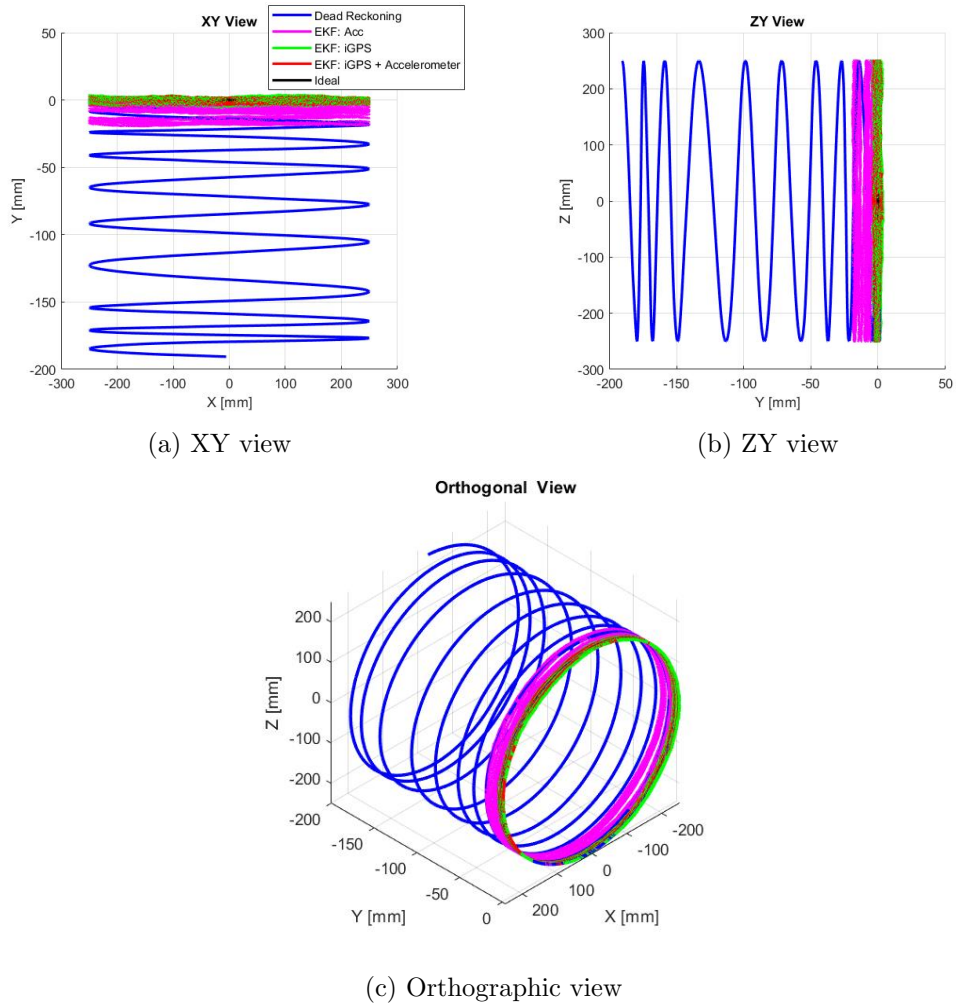 XY View
Dead Reckoning
EKF: Acc
EKF: iGPS
EKF: iGPS + Accelerometer
Ideal
50
0
-50
-100
-150
-200
Y [mm]
-300 -200 -100 0 100 200 300
X [mm]
(a) XY view
ZY View
300
200
100
0
-100
-200
-300
Z [mm]
-200 -150 -100 -50 0 50
Y [mm]
(b) ZY view
Orthogonal View
200
100
0
-100
-200
Z [mm]
-200
-150
-100
-50
0
Y [mm]
200
100
0
-100
-200
X [mm]
(c) Orthographic view